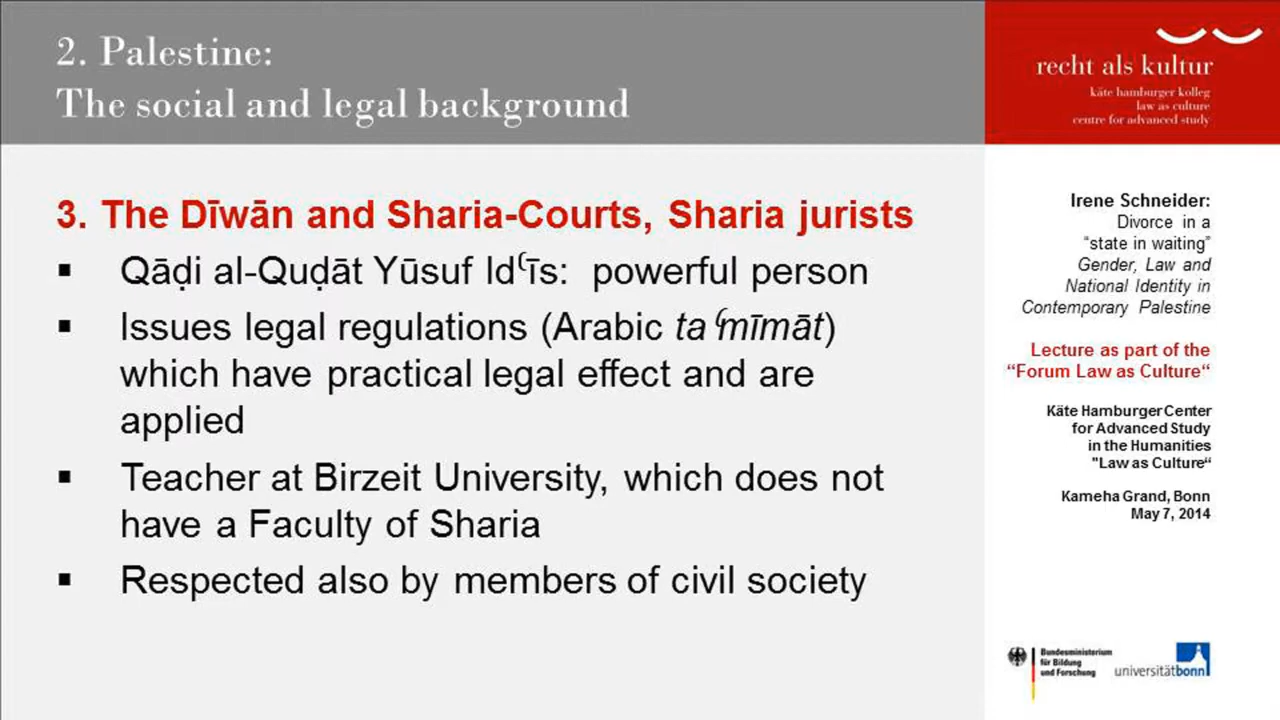 2. Palestine:
The social and legal background
3. The Dīwān and Sharia-Courts, Sharia jurists
▪ Qāḍi al-Quḍāt Yūsuf Idʿīs: powerful person
▪ Issues legal regulations (Arabic taʿmīmāt)
which have practical legal effect and are
applied
▪ Teacher at Birzeit University, which does not
have a Faculty of Sharia
▪ Respected also by members of civil society
recht als kultur
käte hamburger kolleg
law as culture
centre for advanced study
Irene Schneider:
Divorce in a
“state in waiting”
Gender, Law and
National Identity in
Contemporary Palestine
Lecture as part of the
“Forum Law as Culture“
Käte Hamburger Center
for Advanced Study
in the Humanities
"Law as Culture“
Kameha Grand, Bonn
May 7, 2014
Bundesministerium
für Bildung
und Forschung
universitätbonn